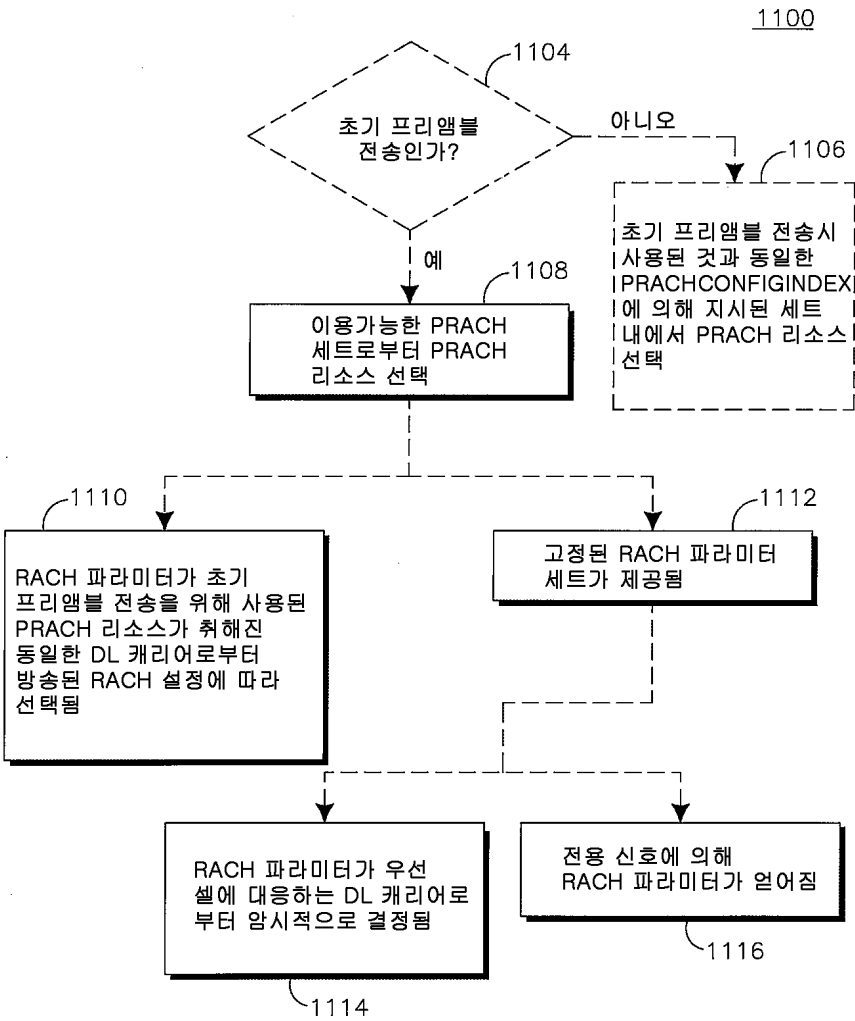 1100
1104
초기 프리앰블
전송인가?
아니오
1106
초기 프리앰블 전송시
사용된 것과 동일한
PRACHCONFIGINDEX
에 의해 지시된 세트
내에서 PRACH 리소스
선택
예
1108
이용가능한 PRACH
세트로부터 PRACH
리소스 선택
1110
RACH 파라미터가 초기
프리앰블 전송을 위해 사용된
PRACH 리소스가 취해진
동일한 DL 캐리어로부터
방송된 RACH 설정에 따라
선택됨
1112
고정된 RACH 파라미터
세트가 제공됨
RACH 파라미터가 우선
셀에 대응하는 DL 캐리어로
부터 암시적으로 결정됨
1114
전용 신호에 의해
RACH 파라미터가 얻어짐
1116